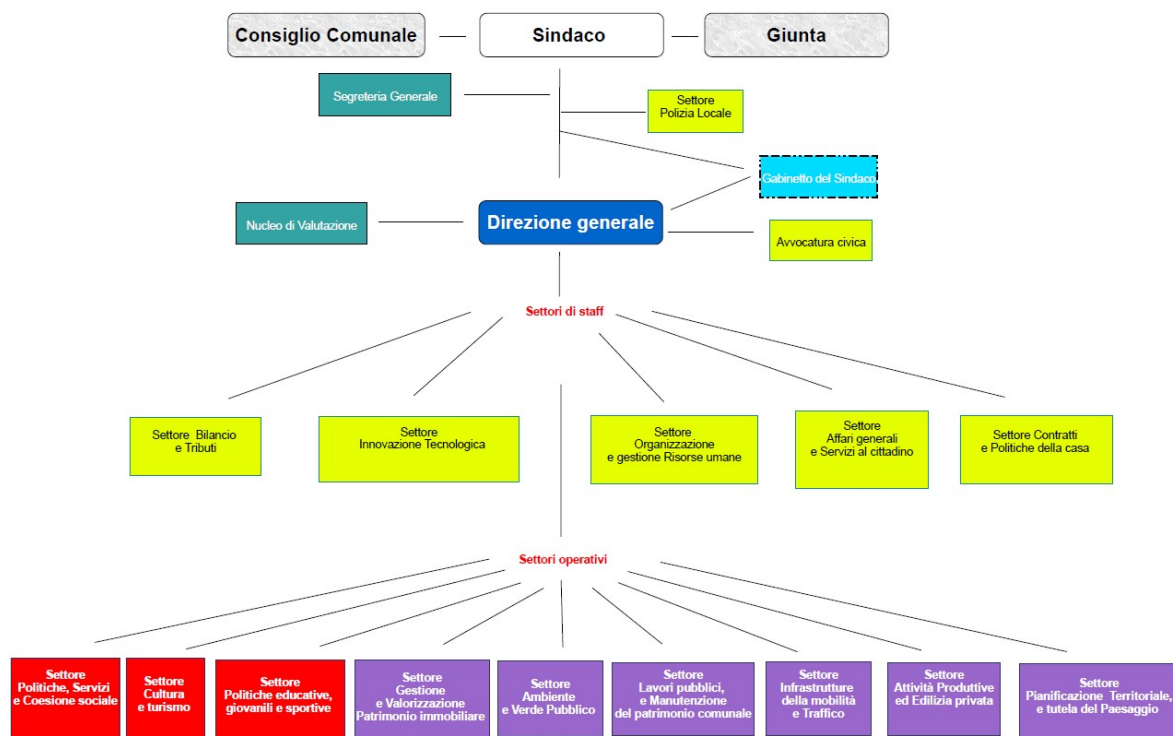 Consiglio Comunale
Sindaco
Giunta
Segreteria Generale
Settore
Polizia Locale
Gabinetto del Sindaco
Nucleo di Valutazione
Direzione generale
Avvocatura civica
Settori di staff
Settore Bilancio
e Tributi
Settore
Innovazione Tecnologica
Settore
Organizzazione
e gestione Risorse umane
Settore
Affari generali
e Servizi al cittadino
Settore Contratti
e Politiche della casa
Settori operativi
Settore
Politiche, Servizi
e Coesione sociale
Settore
Cultura
e turismo
Settore
Politiche educative,
giovanili e sportive
Settore
Gestione
e Valorizzazione
Patrimonio immobiliare
Settore
Ambiente
e Verde Pubblico
Settore
Lavori pubblici,
e Manutenzione
del patrimonio comunale
Settore
Infrastrutture
della mobilità
e Traffico
Settore
Attività Produttive
ed Edilizia privata
Settore
Pianificazione Territoriale,
e tutela del Paesaggio